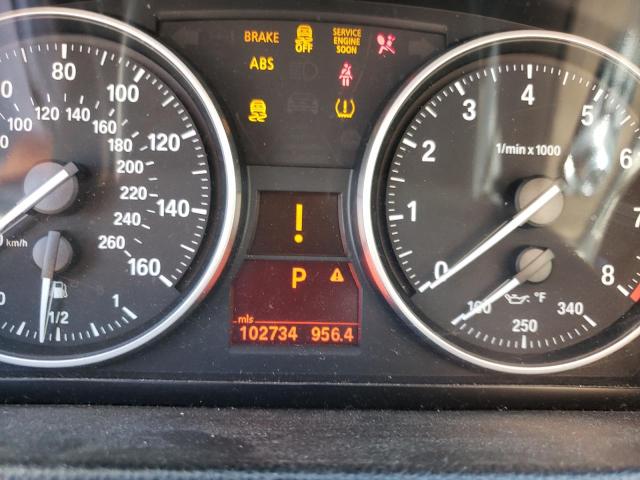 BRAKE OFF SERVICE ENGINE SOON
ABS
80 100 120 140 160
100 120 140 160 180 200 220 240 260
km/h
1/2 1
!
P
mls
102734 956.4
0 1 2 3 4 5 6 7 8
1/min x 1000
160 °F 340
250